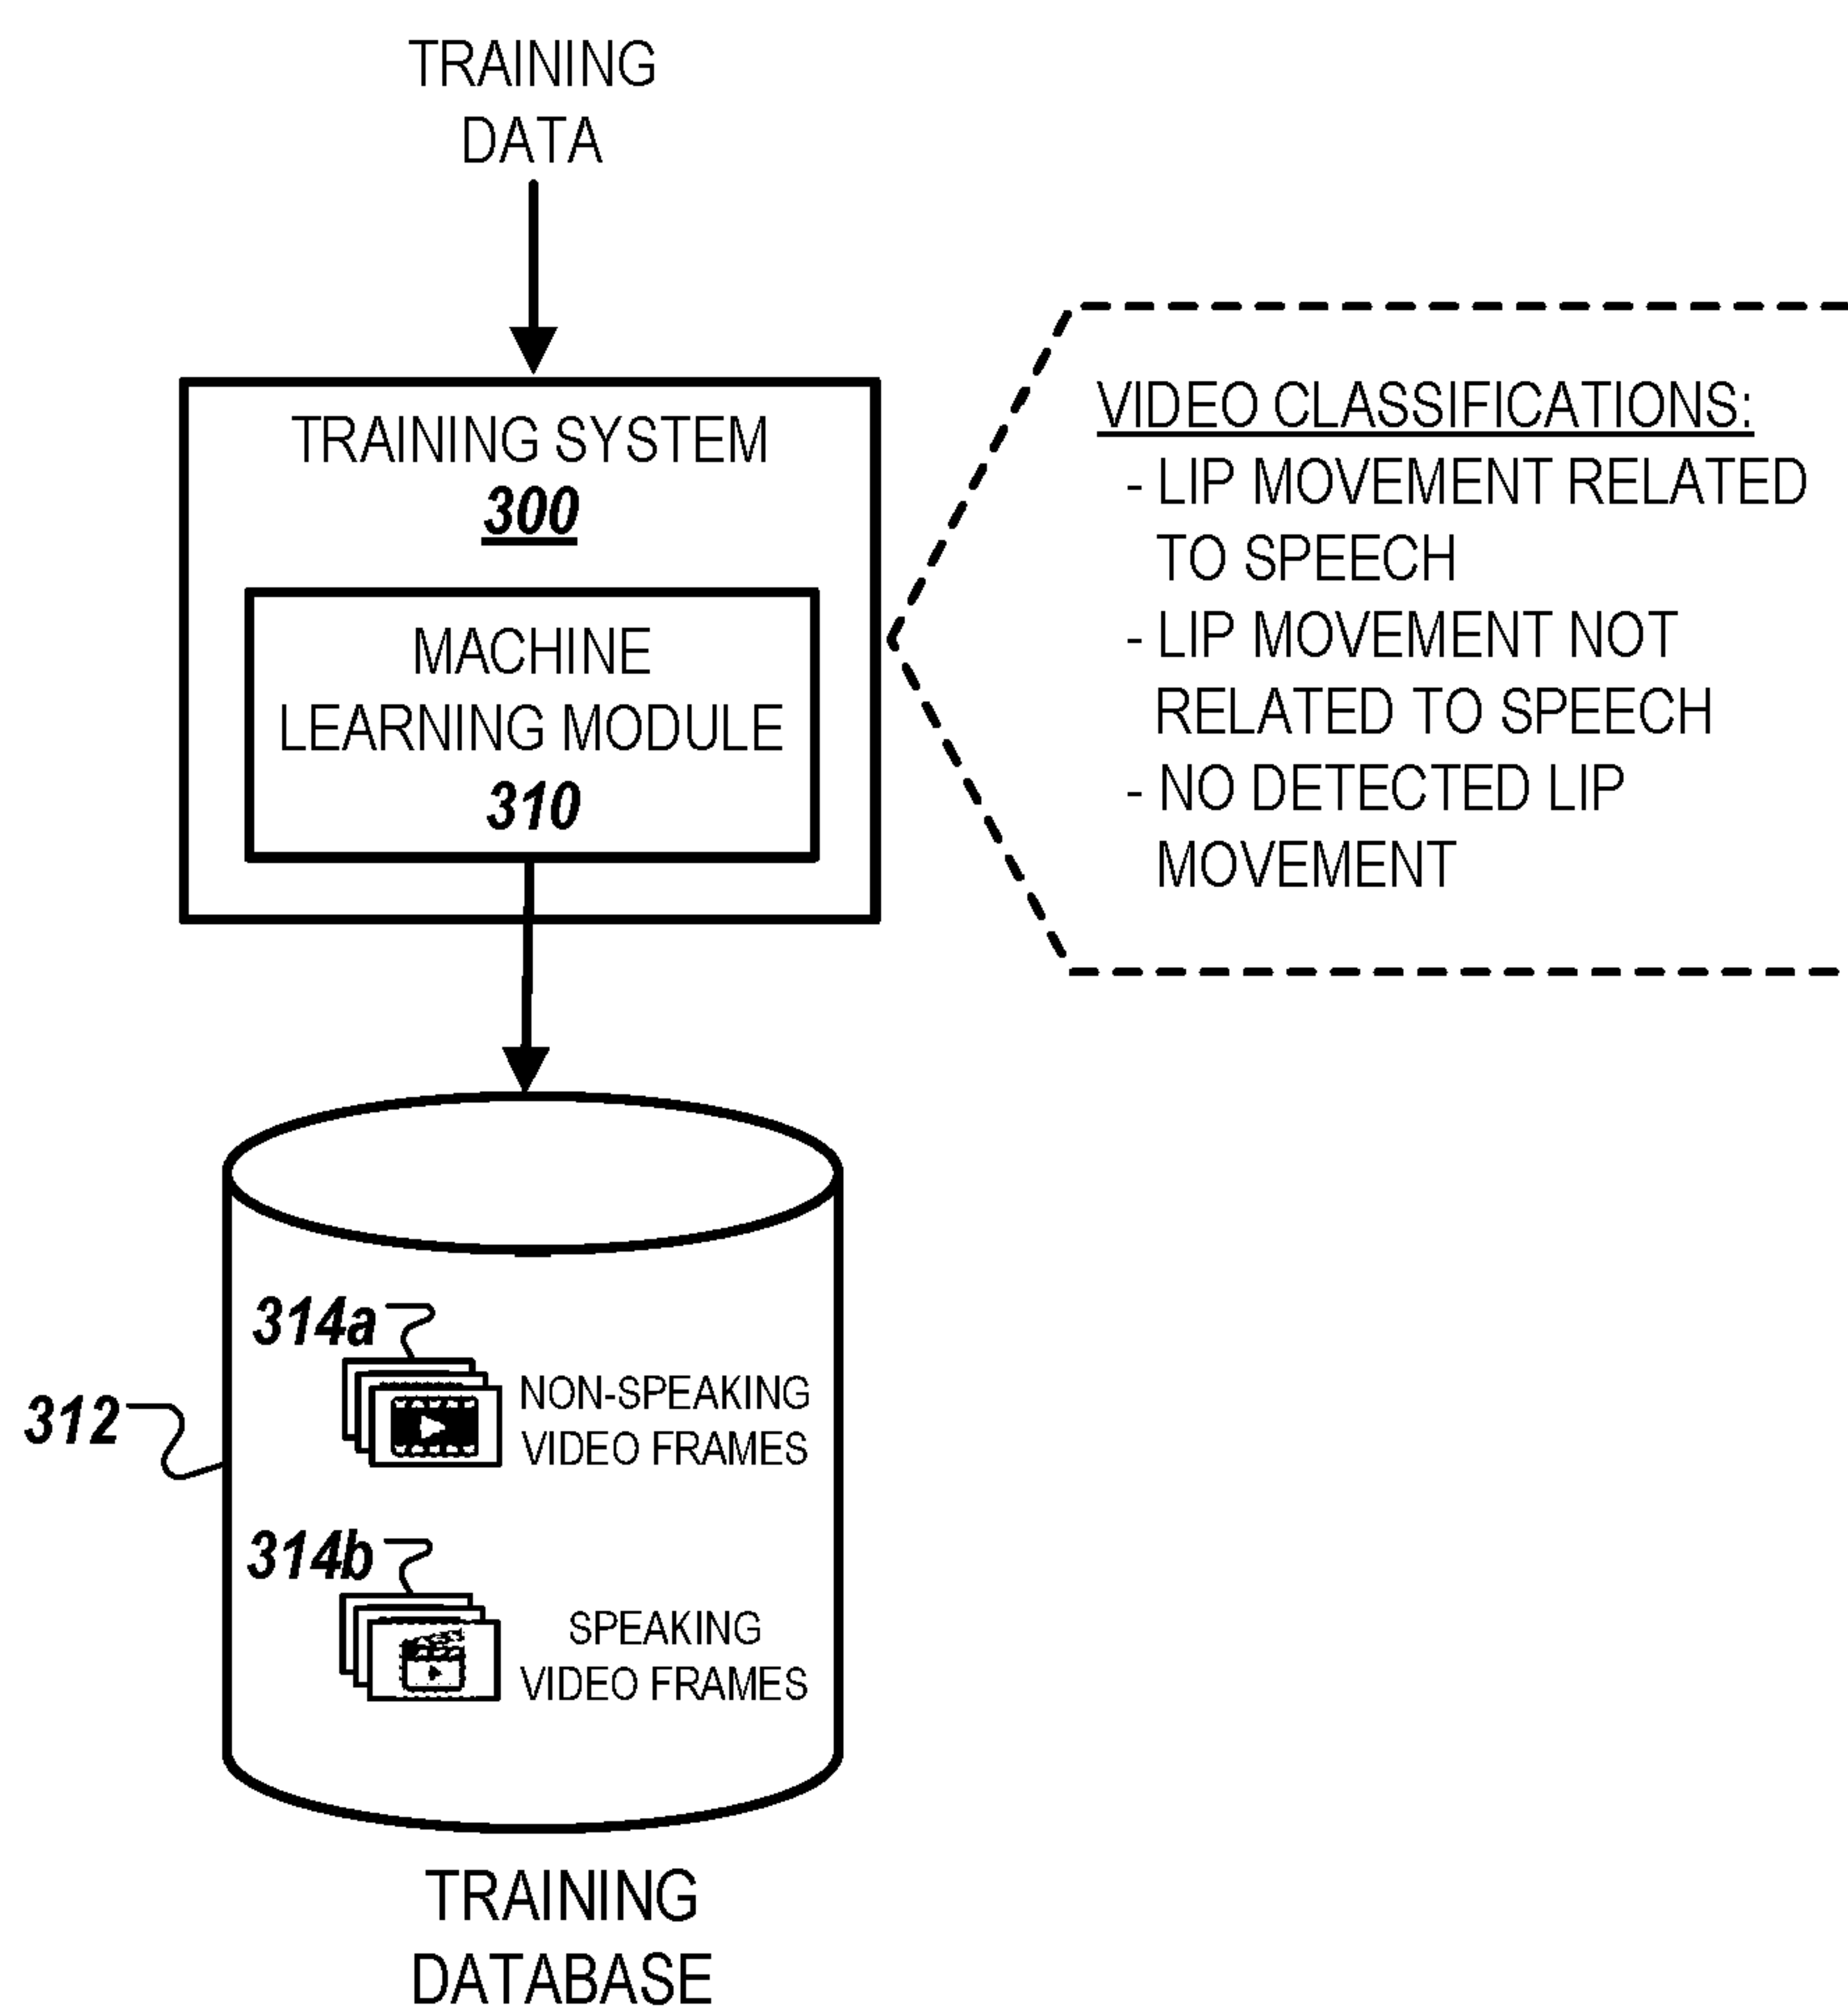 TRAINING
DATA
TRAINING SYSTEM
300
MACHINE
LEARNING MODULE
310
VIDEO CLASSIFICATIONS:
- LIP MOVEMENT RELATED
TO SPEECH
- LIP MOVEMENT NOT
RELATED TO SPEECH
- NO DETECTED LIP
MOVEMENT
314a
NON-SPEAKING
VIDEO FRAMES
312
314b
SPEAKING
VIDEO FRAMES
TRAINING
DATABASE